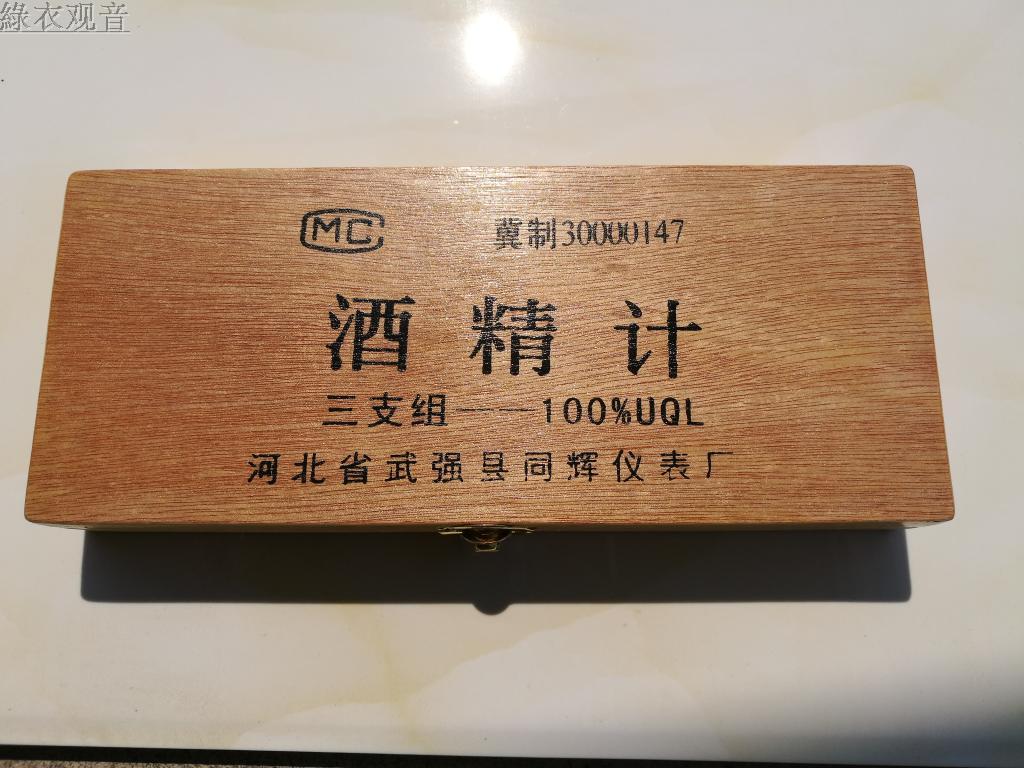 綠衣观音
MC 冀制30000147
酒精计
三支组——100%UQL
河北省武强县同辉仪表厂